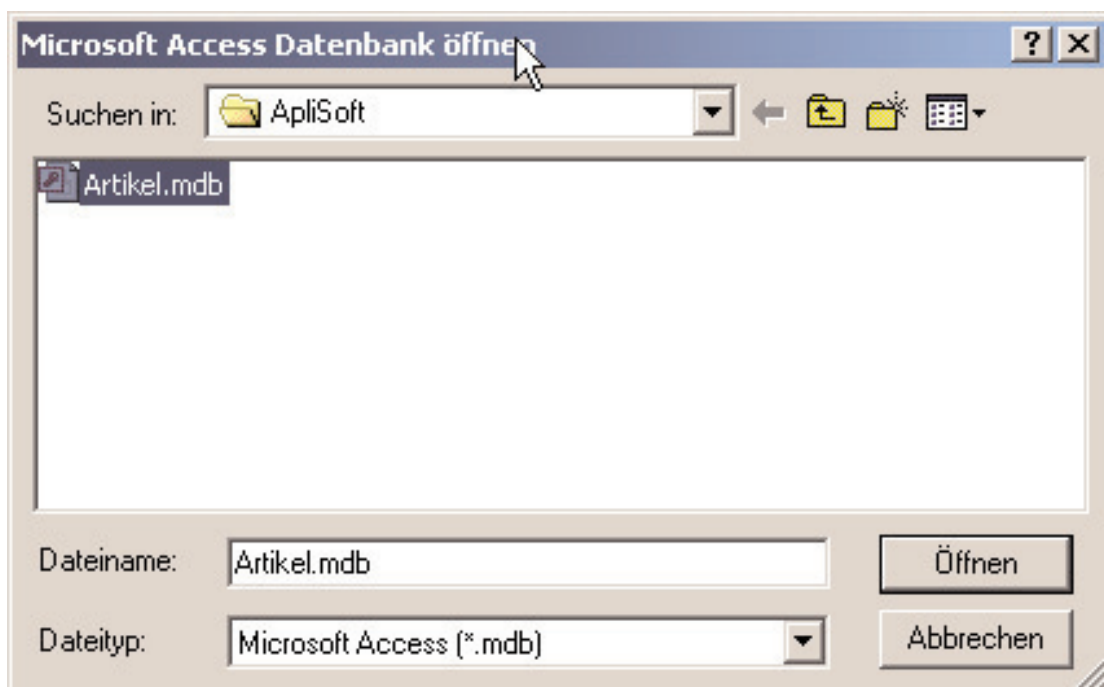 Microsoft Access Datenbank öffnen
Suchen in: ApliSoft
Artikel.mdb
Dateiname: Artikel.mdb Öffnen
Dateityp: Microsoft Access (*.mdb) Abbrechen